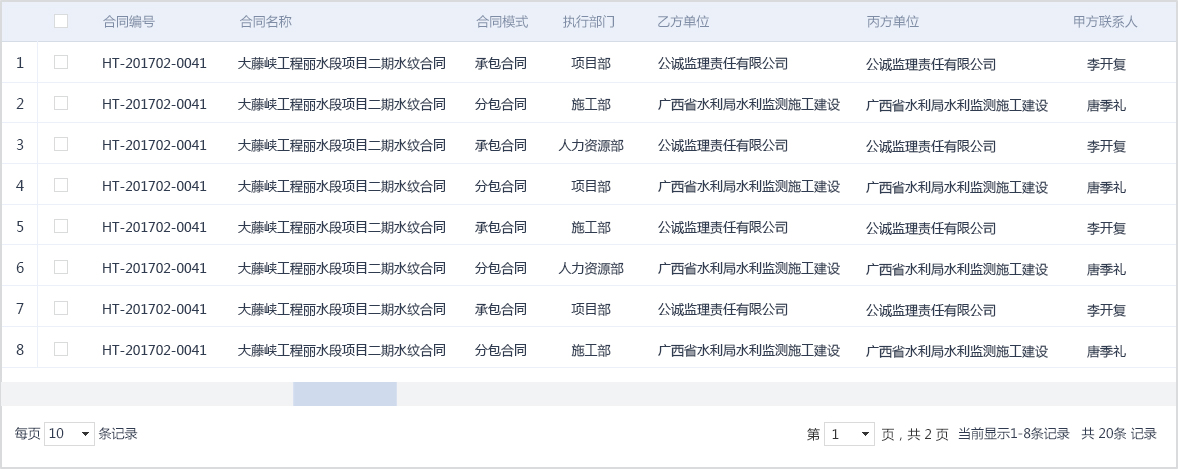 合同编号 合同名称 合同模式 执行部门 乙方单位 丙方单位 甲方联系人
1 HT-201702-0041 大藤峡工程丽水段项目二期水纹合同 承包合同 项目部 公诚监理责任有限公司 公诚监理责任有限公司 李开复
2 HT-201702-0041 大藤峡工程丽水段项目二期水纹合同 分包合同 施工部 广西省水利局水利监测施工建设 广西省水利局水利监测施工建设 唐季礼
3 HT-201702-0041 大藤峡工程丽水段项目二期水纹合同 承包合同 人力资源部 公诚监理责任有限公司 公诚监理责任有限公司 李开复
4 HT-201702-0041 大藤峡工程丽水段项目二期水纹合同 分包合同 项目部 广西省水利局水利监测施工建设 广西省水利局水利监测施工建设 唐季礼
5 HT-201702-0041 大藤峡工程丽水段项目二期水纹合同 承包合同 施工部 公诚监理责任有限公司 公诚监理责任有限公司 李开复
6 HT-201702-0041 大藤峡工程丽水段项目二期水纹合同 分包合同 人力资源部 广西省水利局水利监测施工建设 广西省水利局水利监测施工建设 唐季礼
7 HT-201702-0041 大藤峡工程丽水段项目二期水纹合同 承包合同 项目部 公诚监理责任有限公司 公诚监理责任有限公司 李开复
8 HT-201702-0041 大藤峡工程丽水段项目二期水纹合同 分包合同 施工部 广西省水利局水利监测施工建设 广西省水利局水利监测施工建设 唐季礼
每页 10 条记录 第 1 页，共 2 页 当前显示1-8条记录 共 20条 记录